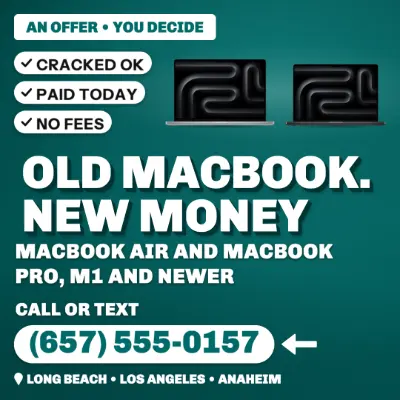 AN OFFER • YOU DECIDE
CRACKED OK
PAID TODAY
NO FEES
OLD MACBOOK.
NEW MONEY
MACBOOK AIR AND MACBOOK
PRO, M1 AND NEWER
CALL OR TEXT
(657) 555-0157
LONG BEACH • LOS ANGELES • ANAHEIM